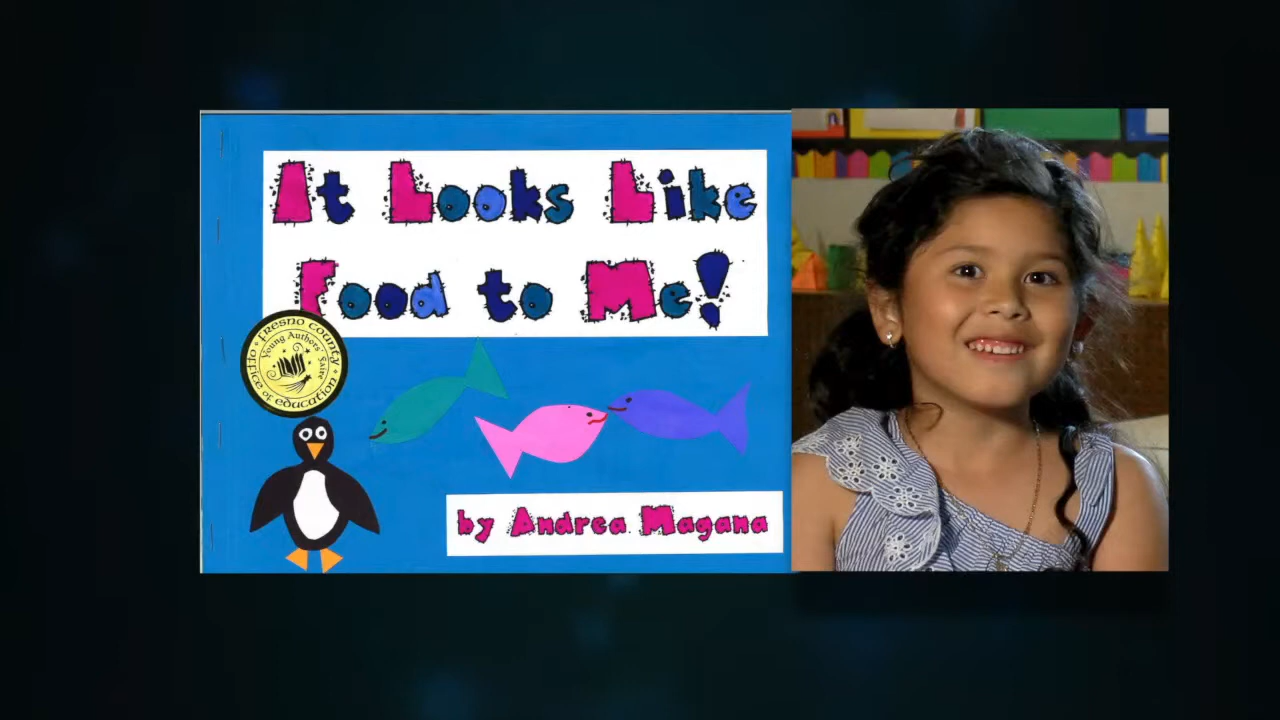 It Looks Like
Food to Me!
Fresno County
Young Authors' Faire
Office of Education
by Andrea Magana